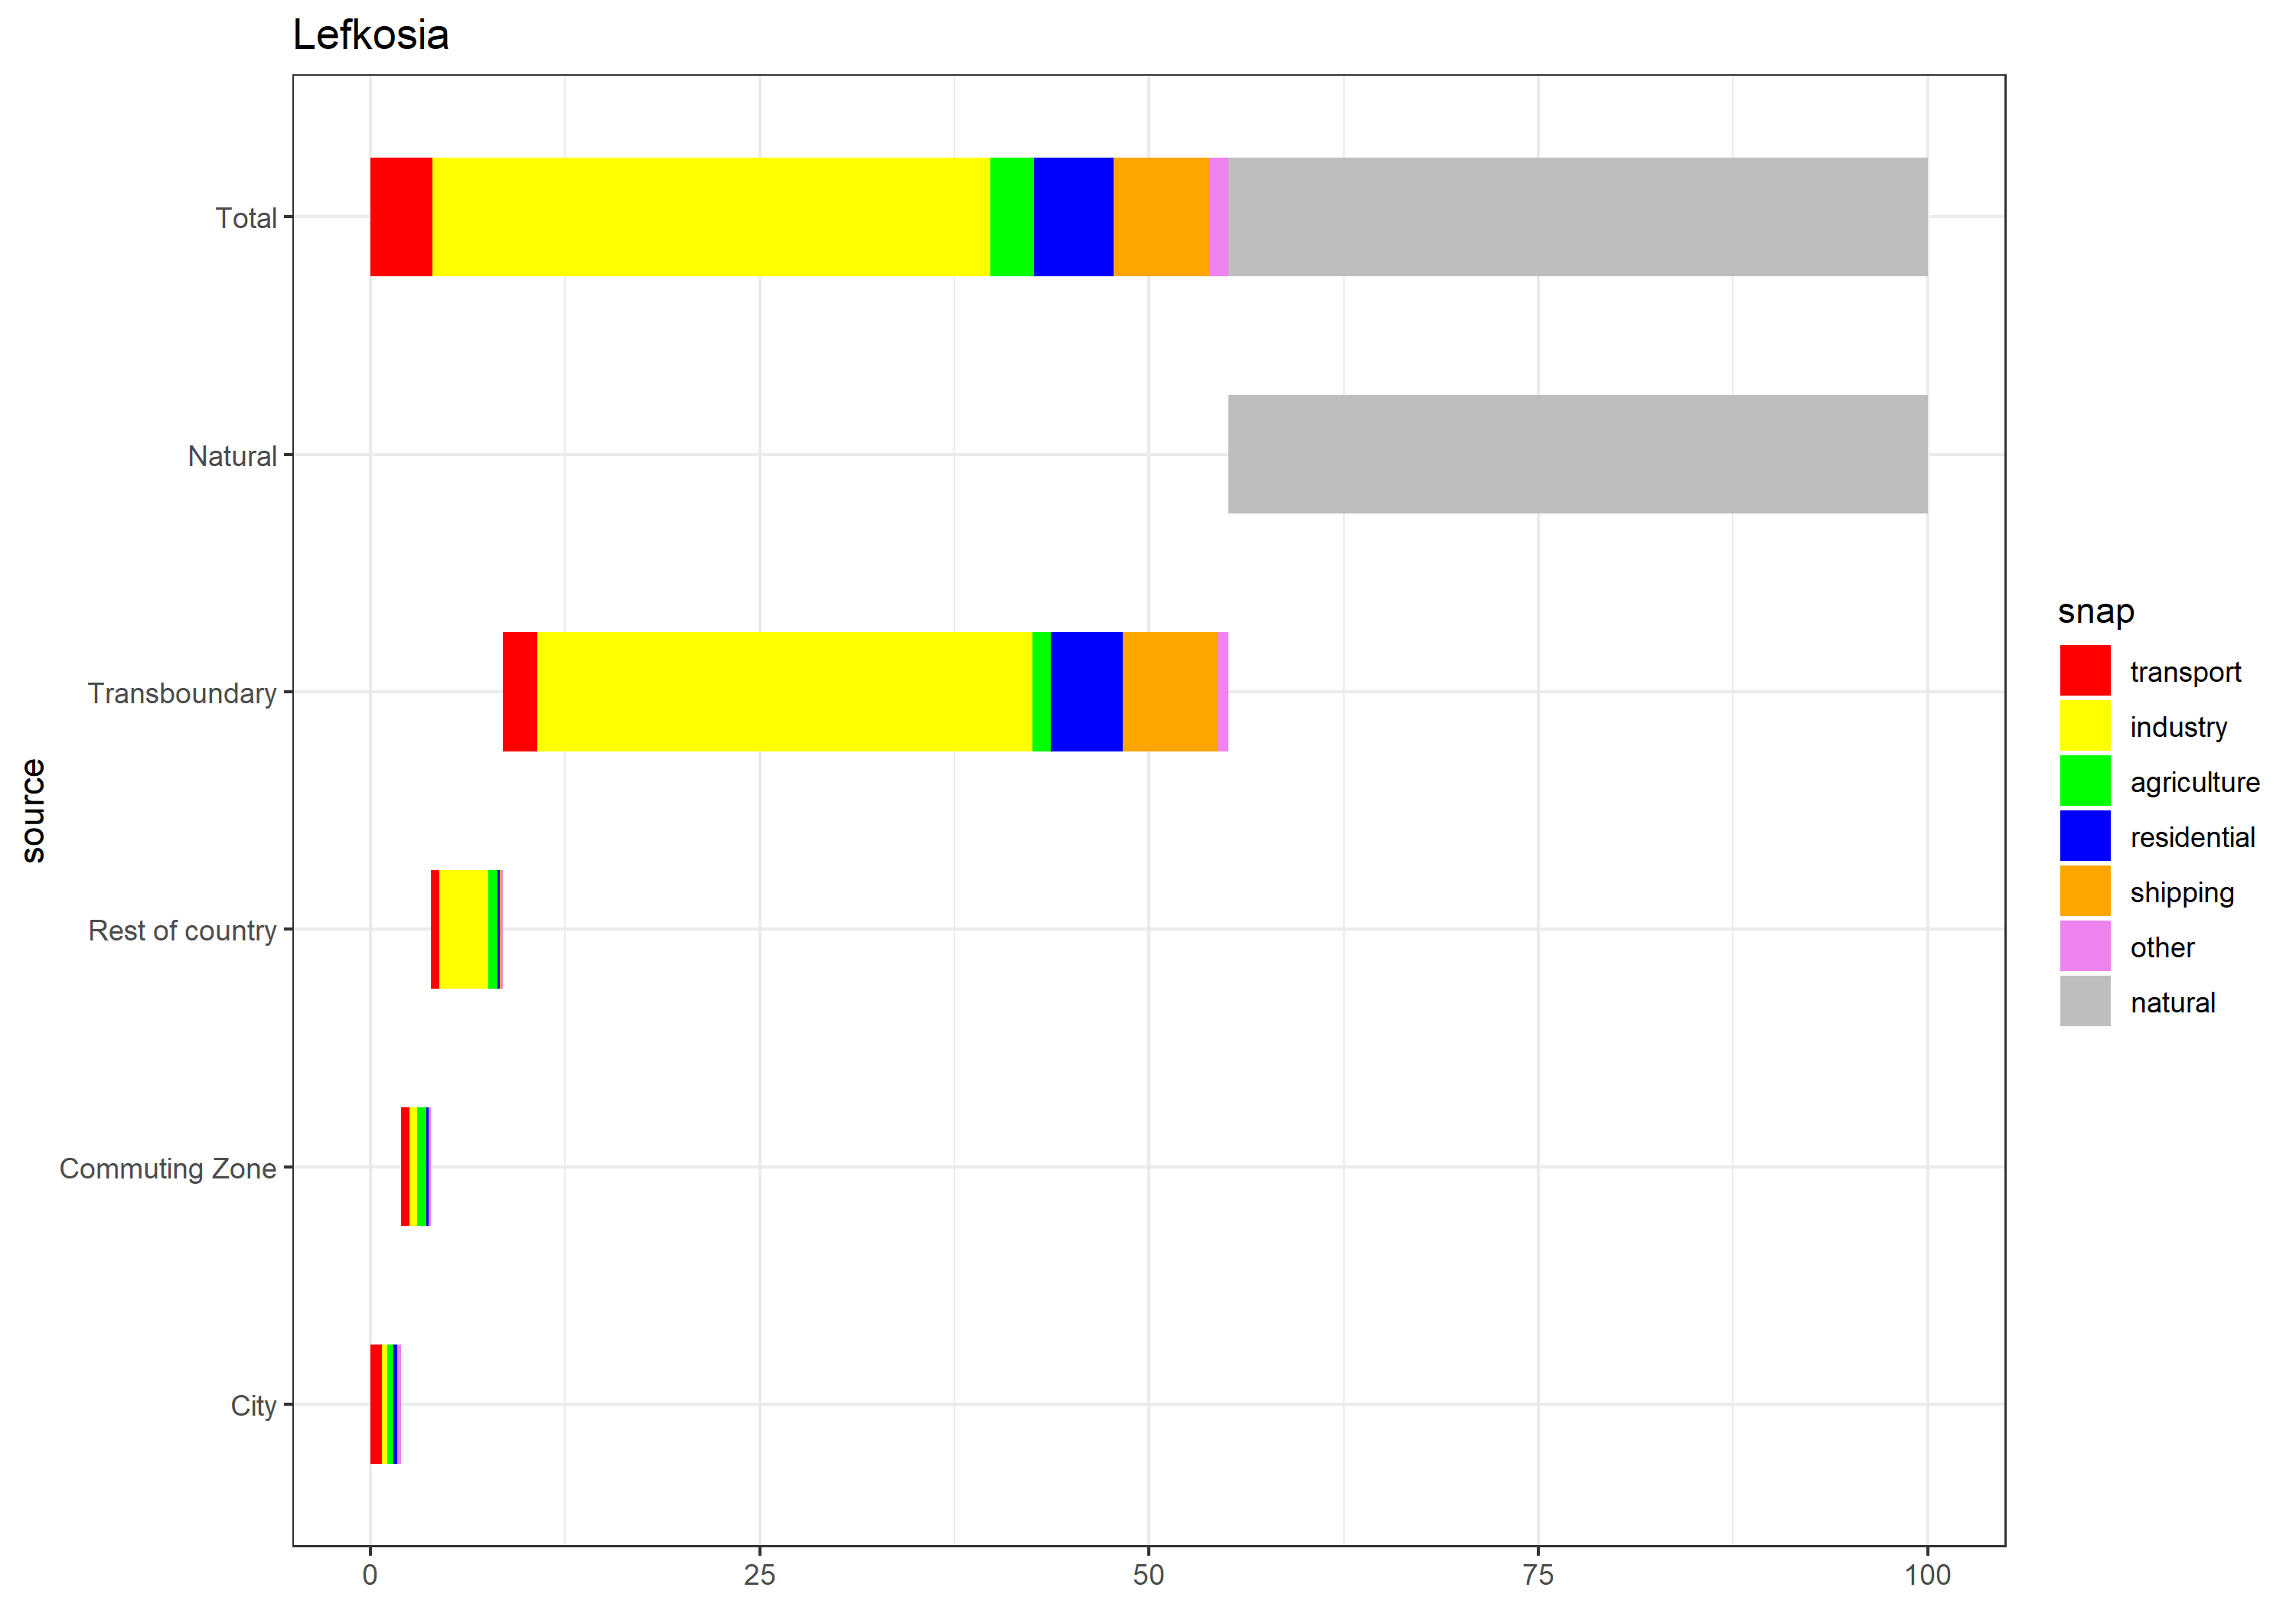 Lefkosia
Total
Natural
Transboundary
Rest of country
Commuting Zone
City
source
0 25 50 75 100
snap
transport
industry
agriculture
residential
shipping
other
natural